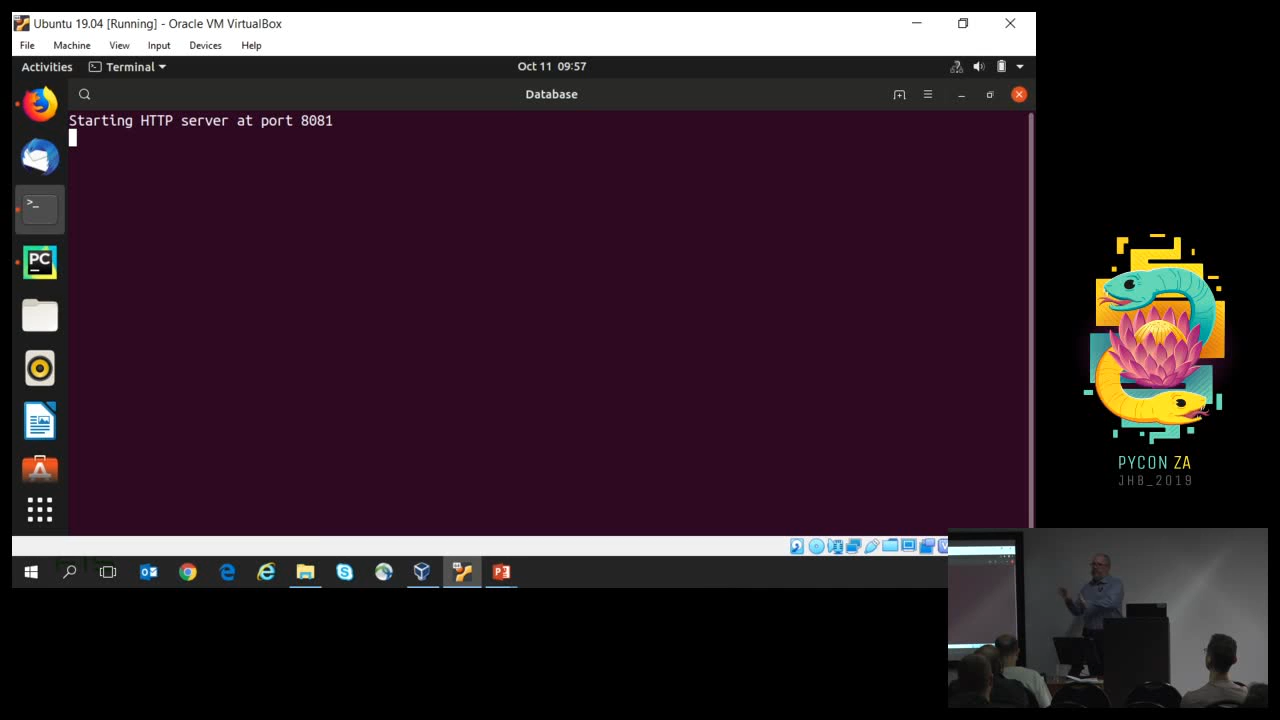 Ubuntu 19.04 [Running] - Oracle VM VirtualBox
File Machine View Input Devices Help
Activities Terminal Oct 11 09:57
Database
Starting HTTP server at port 8081
>_
PC
PYCON ZA
JHB_2019